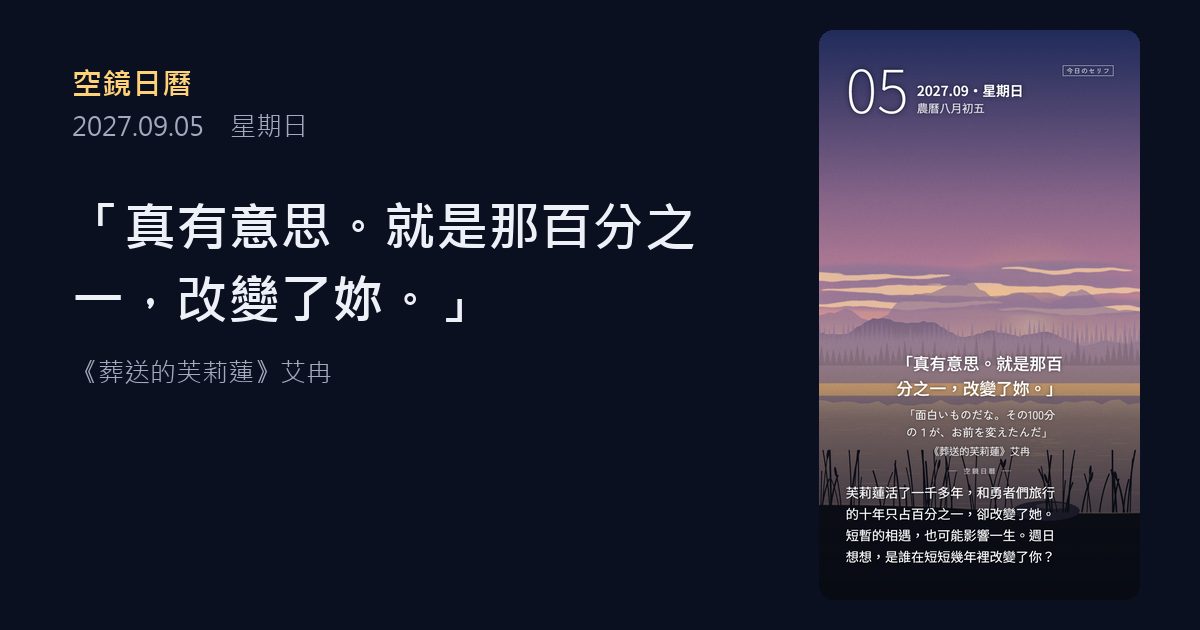 空鏡日曆
2027.09.05 星期日
「真有意思。就是那百分之
一，改變了妳。」
《葬送的芙莉蓮》艾冉
05
2027.09・星期日
農曆八月初五
今日のセリフ
「真有意思。就是那百
分之一，改變了妳。」
「面白いものだな。その100分
の１が、お前を変えたんだ」
《葬送的芙莉蓮》艾冉
空鏡日曆
芙莉蓮活了一千多年，和勇者們旅行
的十年只占百分之一，卻改變了她。
短暫的相遇，也可能影響一生。週日
想想，是誰在短短幾年裡改變了你？